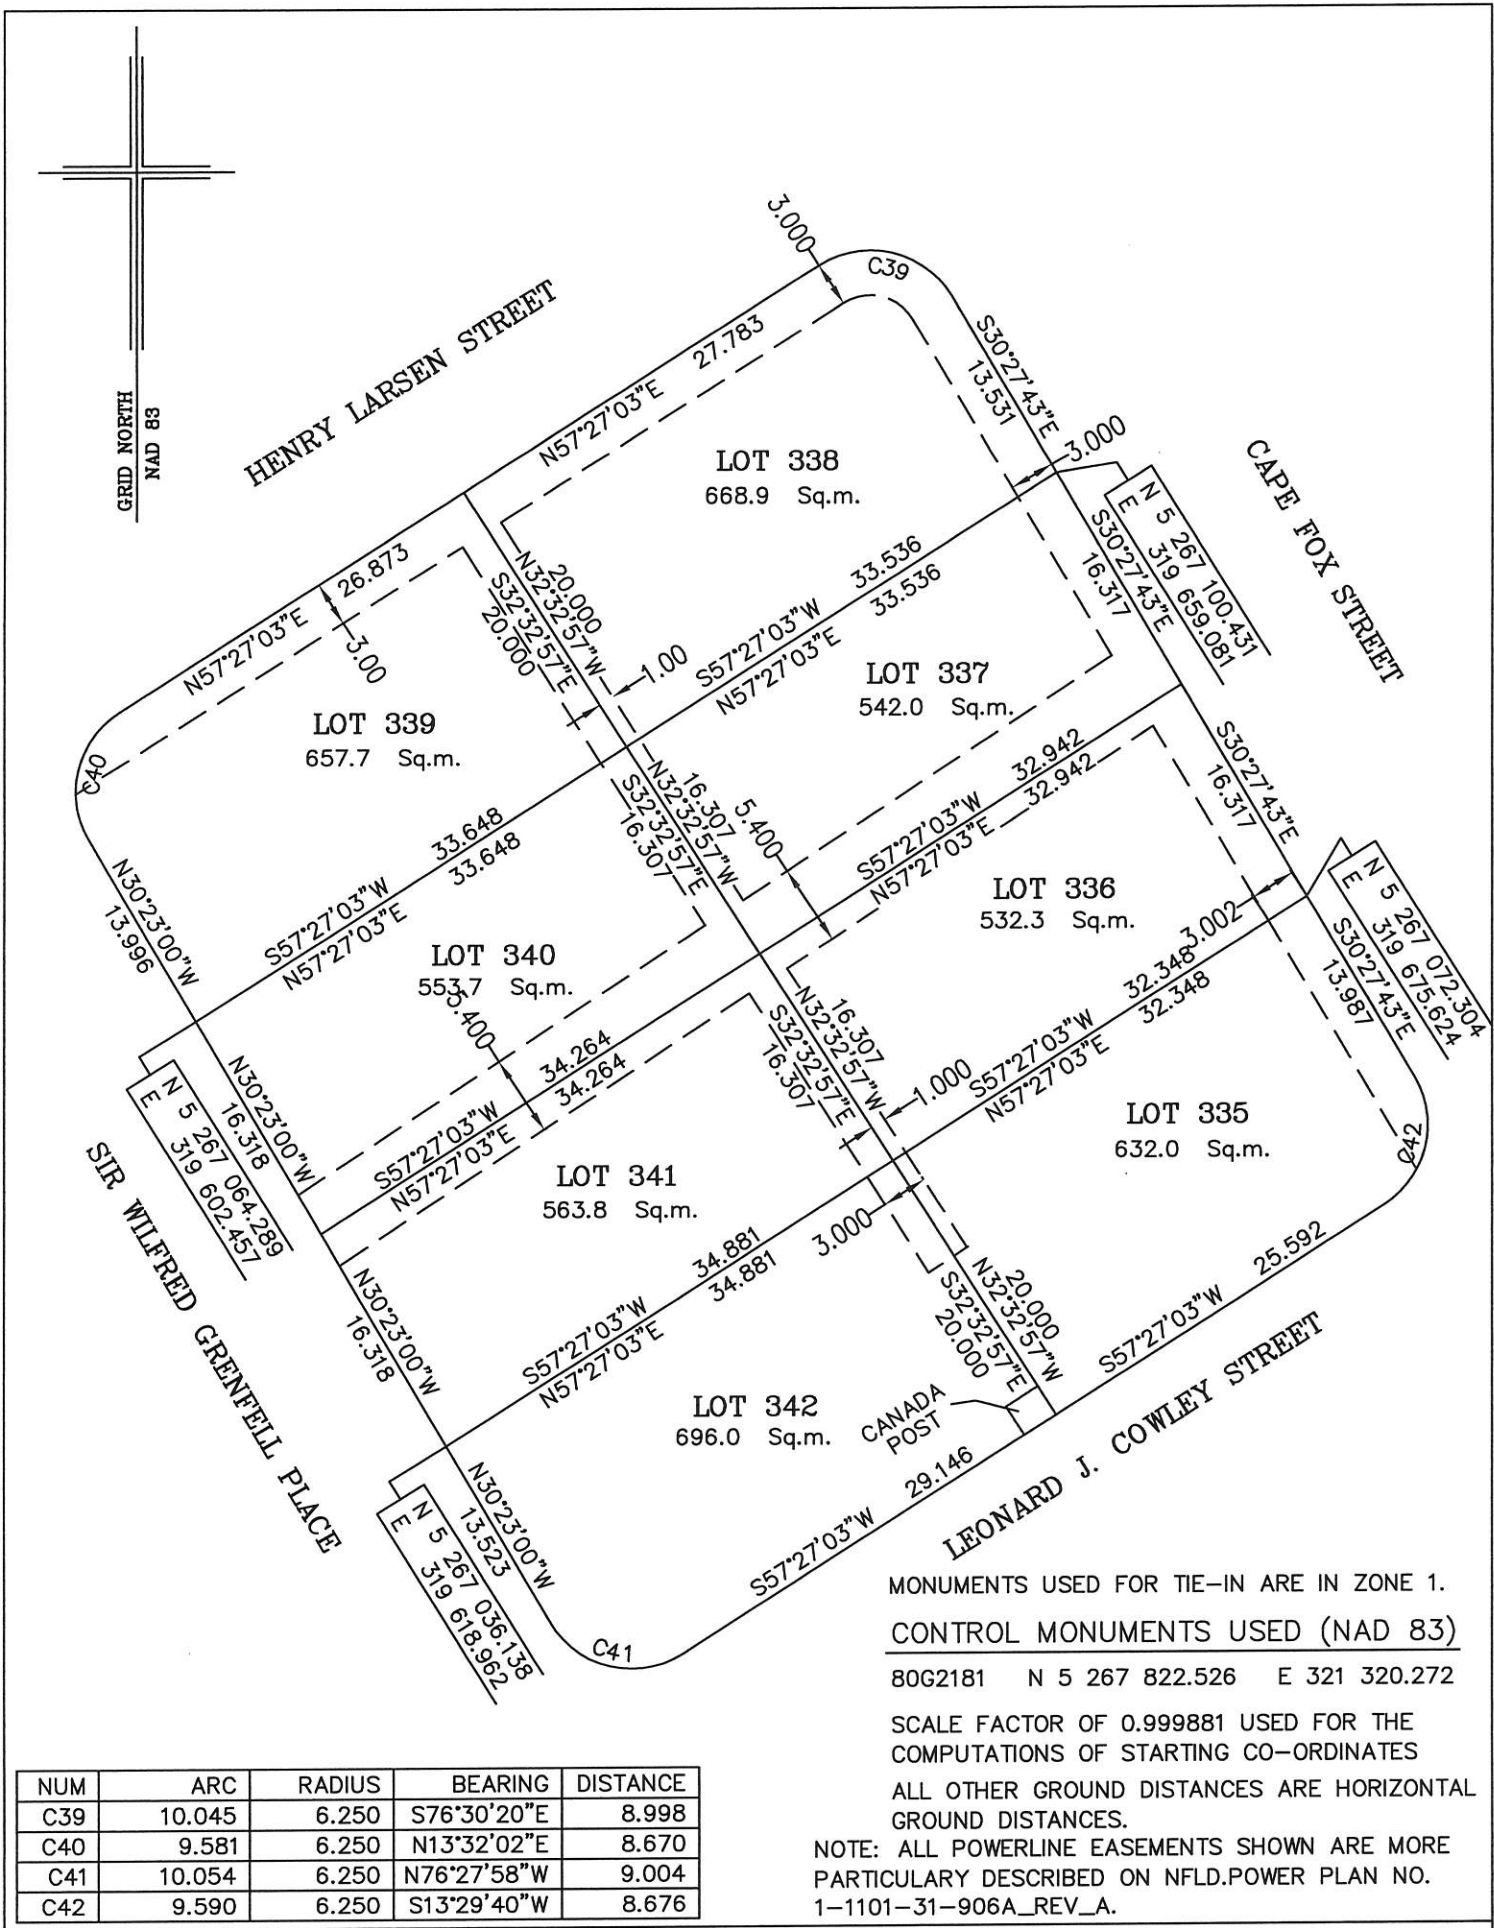 GRID NORTH
NAD 83
HENRY LARSEN STREET
CAPE FOX STREET
SIR WILFRED GRENFELL PLACE
LEONARD J. COWLEY STREET
3.000
C39
N57°27'03"E 27.783
S30°27'43"E
13.531
3.000
LOT 338
668.9 Sq.m.
N 5 267 100.431
E 319 659.081
N57°27'03"E 26.873
3.00
20.000
N32°32'57"W
S32°32'57"E
20.000
1.00
S57°27'03"W 33.536
N57°27'03"E 33.536
S30°27'43"E
16.317
LOT 337
542.0 Sq.m.
LOT 339
657.7 Sq.m.
C40
N30°23'00"W
13.996
S57°27'03"W 33.648
N57°27'03"E 33.648
16.307
N32°32'57"W
S32°32'57"E
16.307
5.400
S57°27'03"W 32.942
N57°27'03"E 32.942
S30°27'43"E
16.317
LOT 336
532.3 Sq.m.
3.002
N 5 267 072.304
E 319 675.624
LOT 340
553.7 Sq.m.
5.400
S57°27'03"W 34.264
N57°27'03"E 34.264
N30°23'00"W
16.318
N 5 267 064.289
E 319 602.457
16.307
N32°32'57"W
S32°32'57"E
16.307
1.000
S57°27'03"W 32.348
N57°27'03"E 32.348
S30°27'43"E
13.987
LOT 335
632.0 Sq.m.
C42
LOT 341
563.8 Sq.m.
3.000
S57°27'03"W 34.881
N57°27'03"E 34.881
N30°23'00"W
16.318
20.000
N32°32'57"W
S32°32'57"E
20.000
S57°27'03"W 25.592
LOT 342
696.0 Sq.m.
CANADA
POST
S57°27'03"W 29.146
N30°23'00"W
13.523
N 5 267 036.138
E 319 618.962
C41
MONUMENTS USED FOR TIE-IN ARE IN ZONE 1.
CONTROL MONUMENTS USED (NAD 83)
80G2181 N 5 267 822.526 E 321 320.272
SCALE FACTOR OF 0.999881 USED FOR THE
COMPUTATIONS OF STARTING CO-ORDINATES
ALL OTHER GROUND DISTANCES ARE HORIZONTAL
GROUND DISTANCES.
NOTE: ALL POWERLINE EASEMENTS SHOWN ARE MORE
PARTICULARY DESCRIBED ON NFLD.POWER PLAN NO.
1-1101-31-906A_REV_A.
NUM ARC RADIUS BEARING DISTANCE
C39 10.045 6.250 S76°30'20"E 8.998
C40 9.581 6.250 N13°32'02"E 8.670
C41 10.054 6.250 N76°27'58"W 9.004
C42 9.590 6.250 S13°29'40"W 8.676